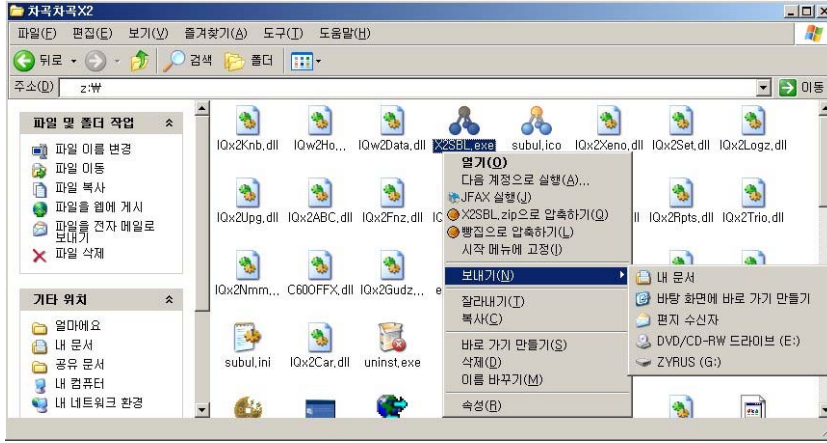 차곡차곡X2
파일(F) 편집(E) 보기(V) 즐겨찾기(A) 도구(T) 도움말(H)
뒤로 검색 폴더
주소(D) z:₩ 이동
파일 및 폴더 작업
파일 이름 변경
파일 이동
파일 복사
파일을 웹에 게시
파일을 전자 메일로
보내기
파일 삭제
기타 위치
얼마에요
내 문서
공유 문서
내 컴퓨터
내 네트워크 환경
IQx2Knb.dll IQw2Ho... IQw2Data.dll X2SBL.exe subul.ico IQx2Xeno.dll IQx2Set.dll IQx2Logz.dll
IQx2Upg.dll IQx2ABC.dll IQx2Fnz.dll IQx2Rpts.dll IQx2Trio.dll
IQx2Nmm... C600FFX.dll IQx2Gudz...
subul.ini IQx2Car.dll uninst.exe
열기(O)
다음 계정으로 실행(A)...
JFAX 실행(J)
X2SBL.zip으로 압축하기(Q)
빵집으로 압축하기(L)
시작 메뉴에 고정(I)
보내기(N)
잘라내기(T)
복사(C)
바로 가기 만들기(S)
삭제(D)
이름 바꾸기(M)
속성(R)
내 문서
바탕 화면에 바로 가기 만들기
편지 수신자
DVD/CD-RW 드라이브 (E:)
ZYRUS (G:)